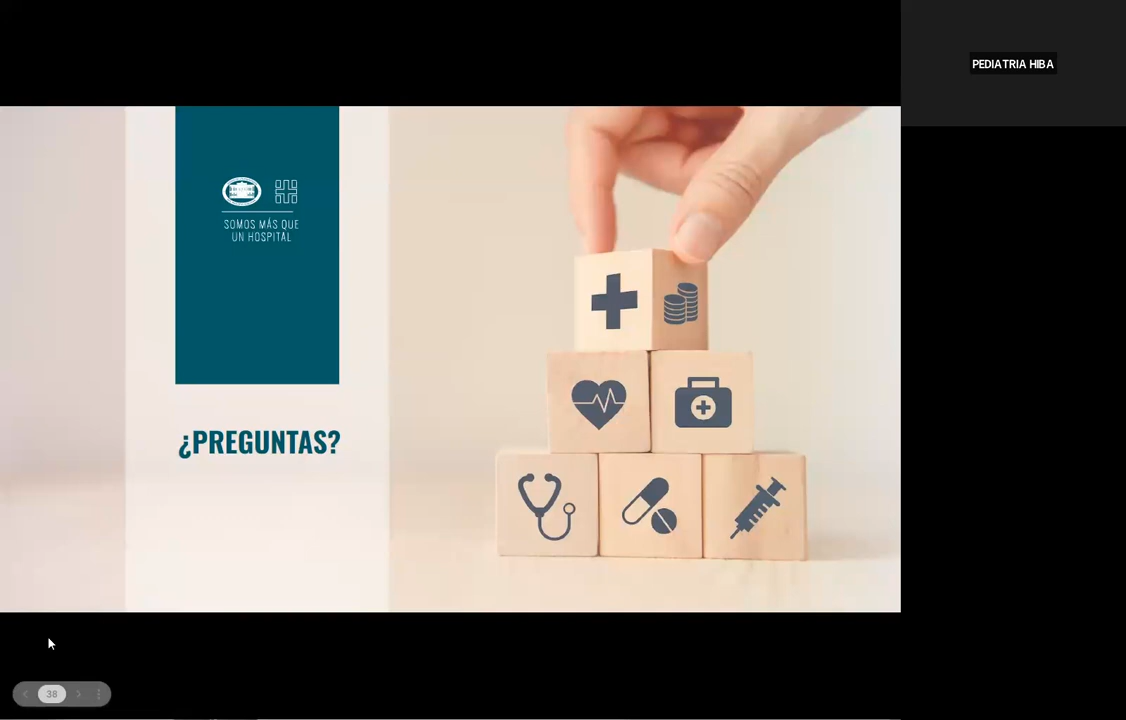 PEDIATRIA HIBA
SOMOS MÁS QUE
UN HOSPITAL
¿PREGUNTAS?
38